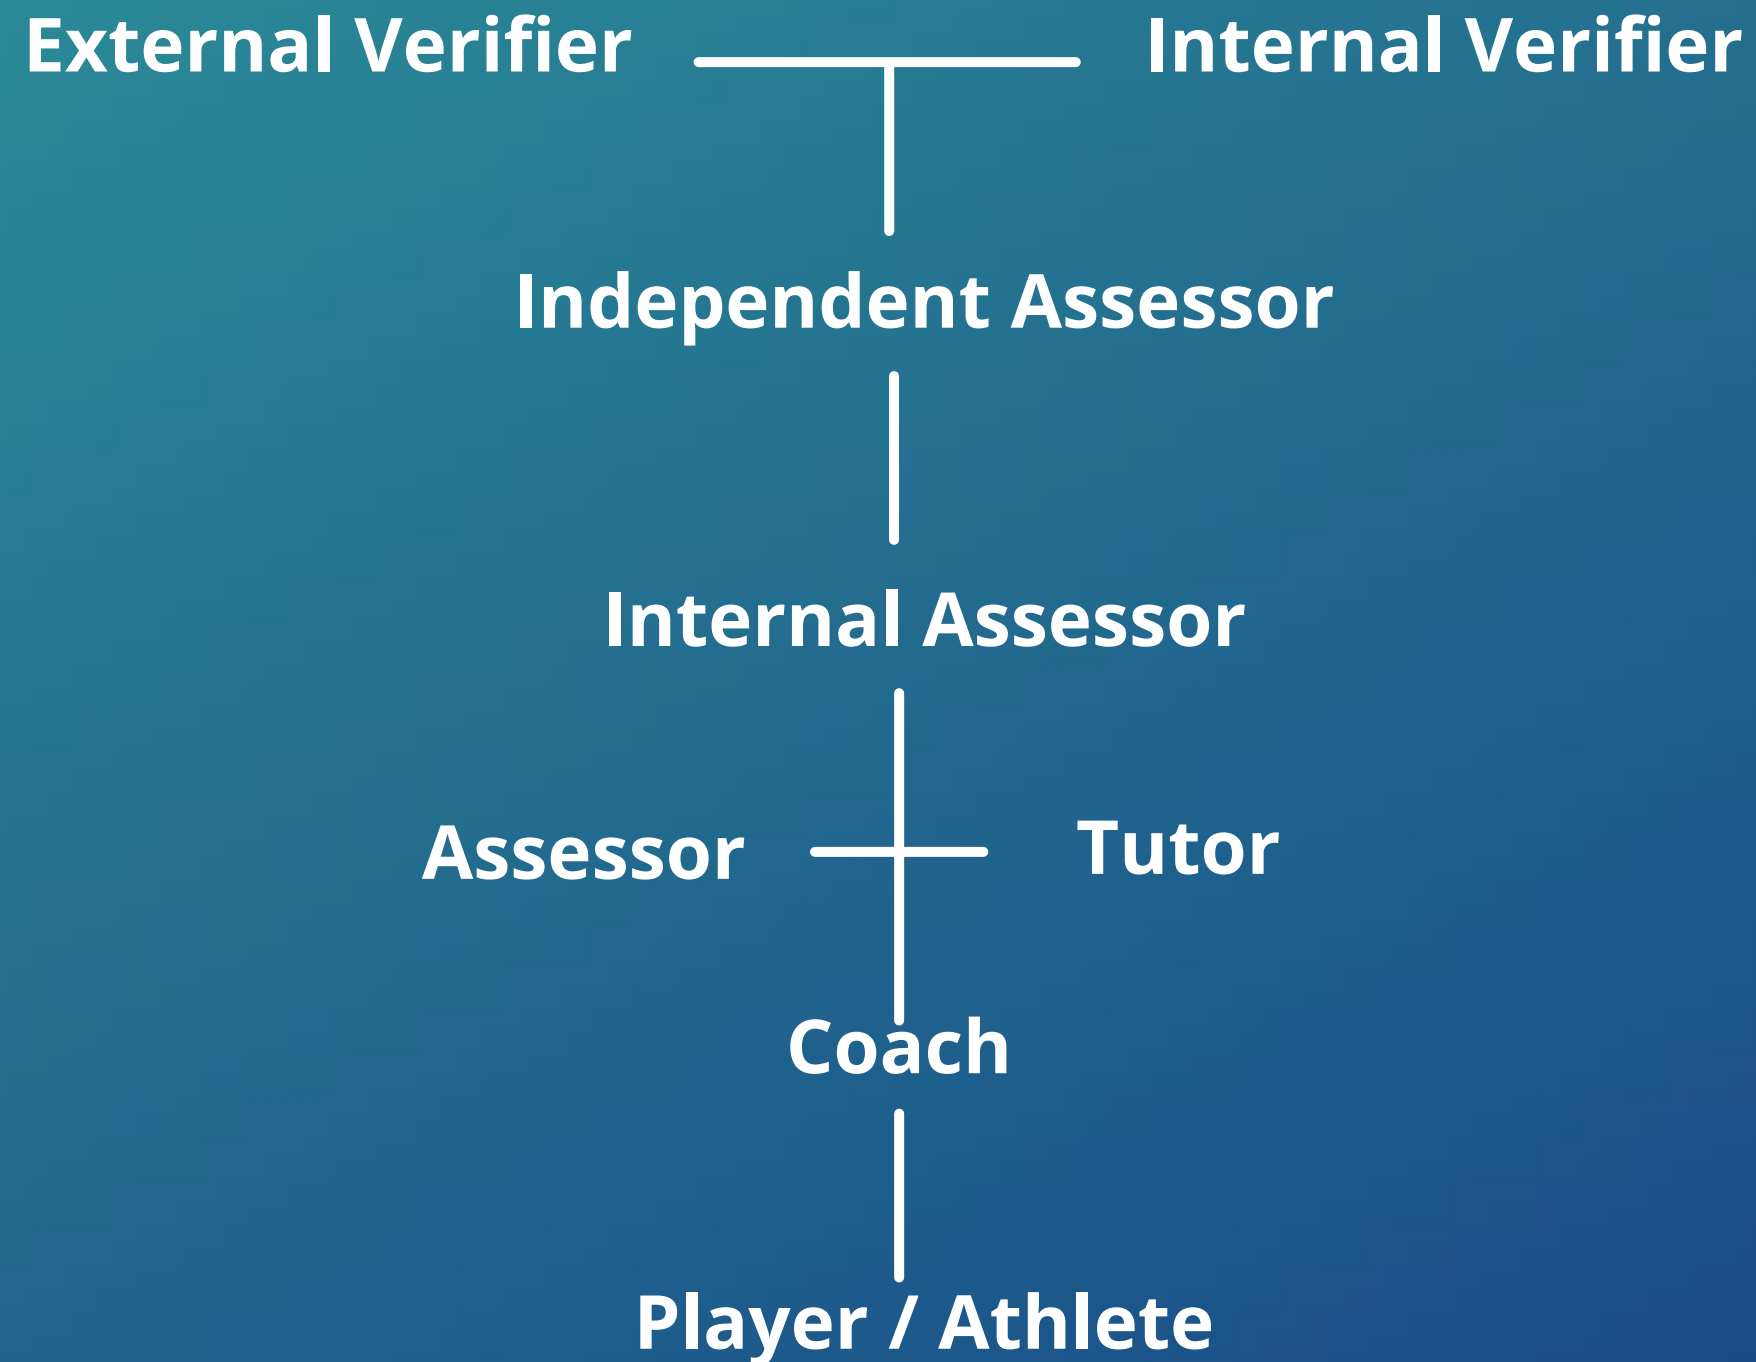 External Verifier
Internal Verifier
Independent Assessor
Internal Assessor
Assessor
Tutor
Coach
Player / Athlete